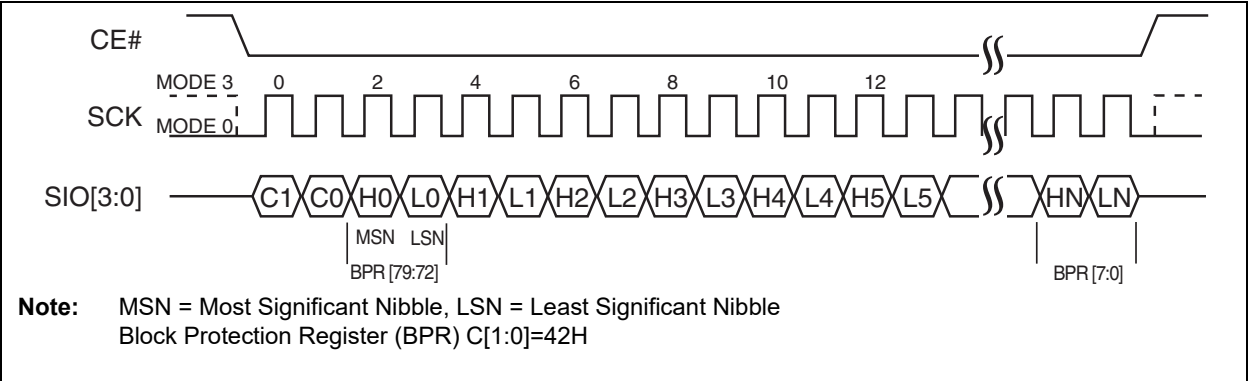 CE#
MODE 3 0 2 4 6 8 10 12
SCK
MODE 0
SIO[3:0] C1 C0 H0 L0 H1 L1 H2 L2 H3 L3 H4 L4 H5 L5 HN LN
MSN LSN
BPR [79:72] BPR [7:0]
Note: MSN = Most Significant Nibble, LSN = Least Significant Nibble
Block Protection Register (BPR) C[1:0]=42H